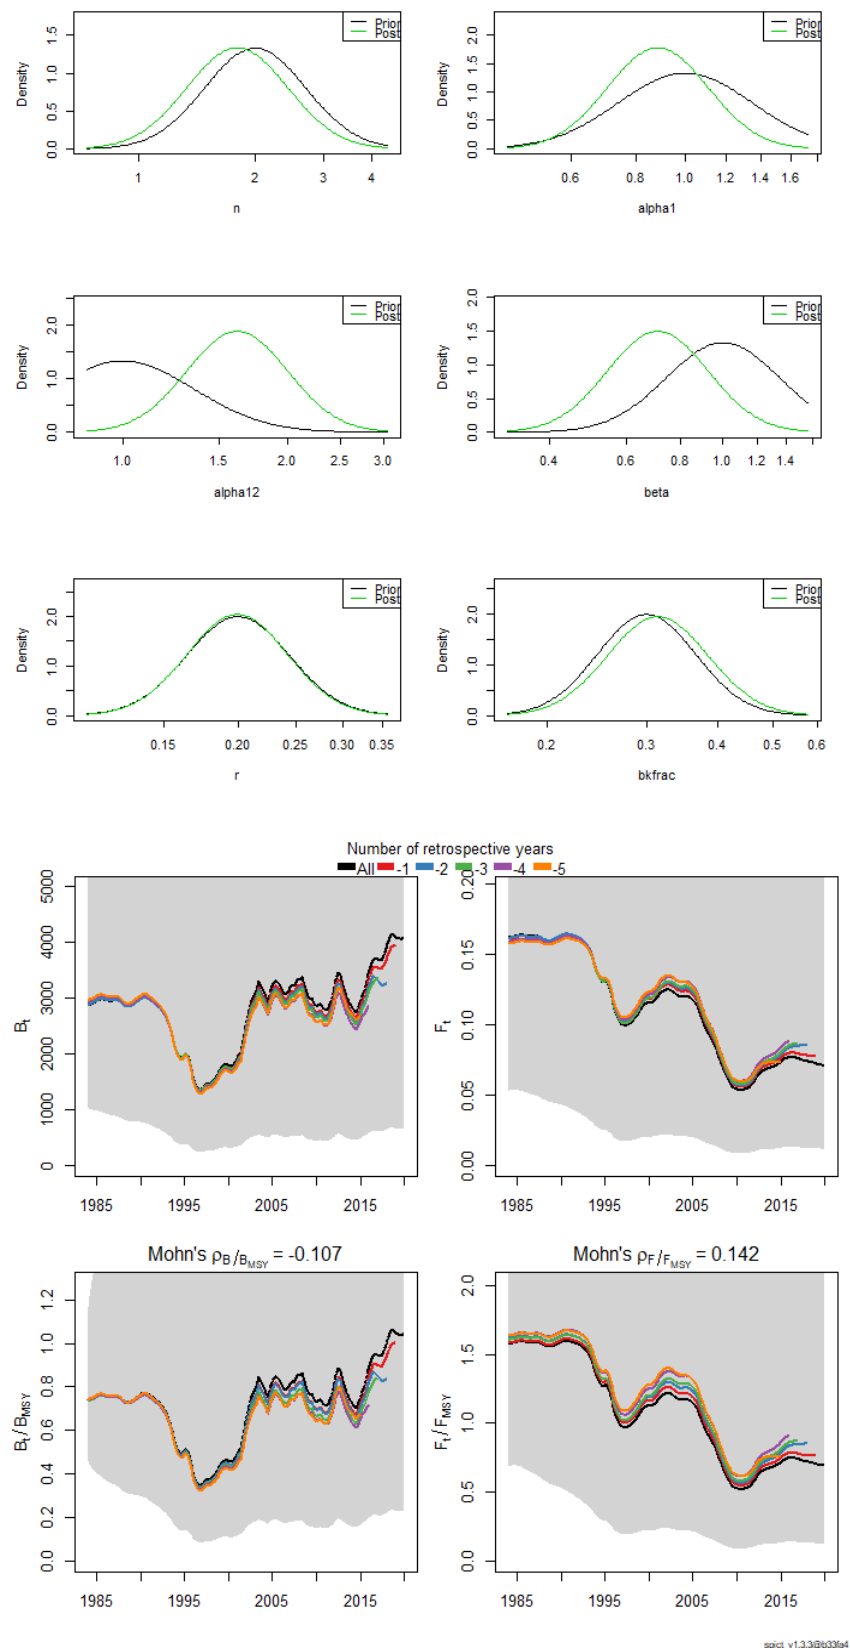 Prior
Post
Density
0.0 0.5 1.0 1.5
1 2 3 4
n
Prior
Post
Density
0.0 0.5 1.0 1.5 2.0
0.6 0.8 1.0 1.2 1.4 1.6
alpha1
Prior
Post
Density
0.0 1.0 2.0
1.0 1.5 2.0 2.5 3.0
alpha12
Prior
Post
Density
0.0 0.5 1.0 1.5 2.0
0.4 0.6 0.8 1.0 1.2 1.4
beta
Prior
Post
Density
0.0 1.0 2.0
0.15 0.20 0.25 0.30 0.35
r
Prior
Post
Density
0.0 1.0 2.0
0.2 0.3 0.4 0.5 0.6
bkfrac
Number of retrospective years
All -1 -2 -3 -4 -5
Bt
0 1000 2000 3000 4000 5000
1985 1995 2005 2015
Ft
0.00 0.05 0.10 0.15 0.20
1985 1995 2005 2015
Mohn's ρB/BMSY = -0.107
Bt/BMSY
0.0 0.2 0.4 0.6 0.8 1.0 1.2
1985 1995 2005 2015
Mohn's ρF/FMSY = 0.142
Ft/FMSY
0.0 0.5 1.0 1.5 2.0
1985 1995 2005 2015